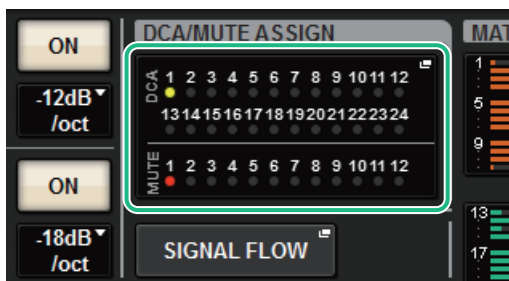 ON
-12dB
/oct
ON
-18dB
/oct
DCA/MUTE ASSIGN
DCA
1 2 3 4 5 6 7 8 9 10 11 12
13 14 15 16 17 18 19 20 21 22 23 24
MUTE
1 2 3 4 5 6 7 8 9 10 11 12
SIGNAL FLOW
MAT
1
5
9
13
17